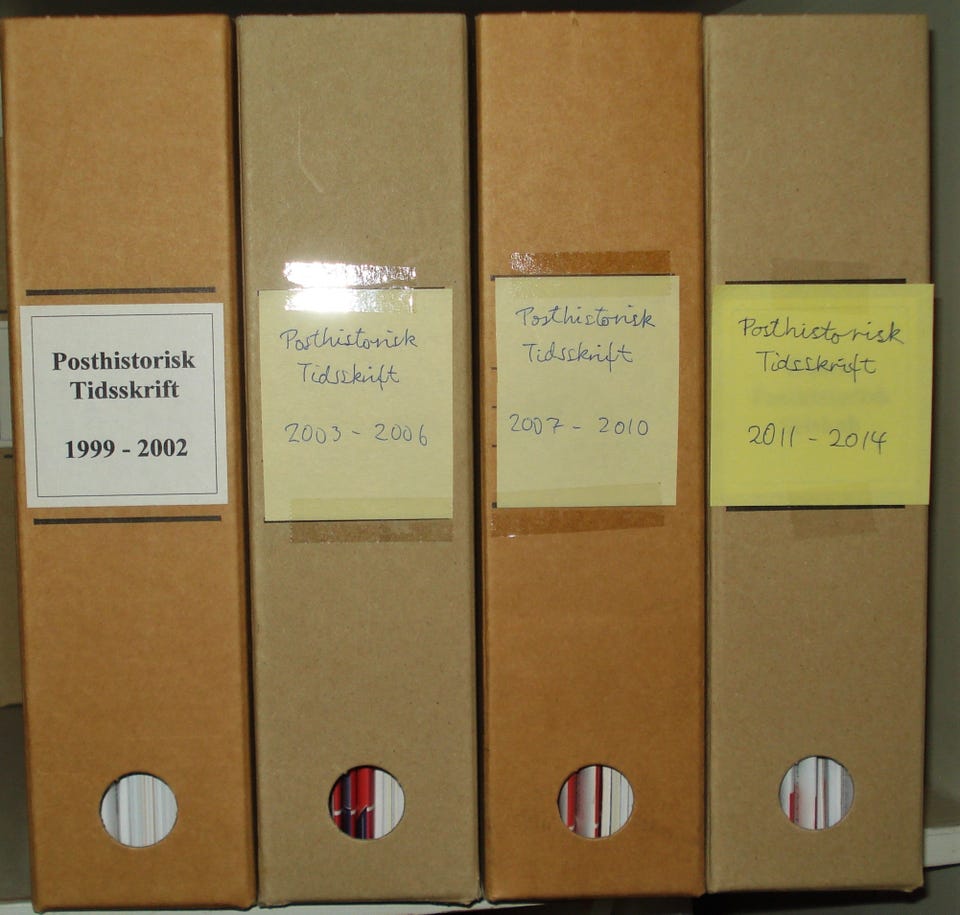 Posthistorisk
Tidsskrift
1999 - 2002
Posthistorisk
Tidsskrift
2003 - 2006
Posthistorisk
Tidsskrift
2007 - 2010
Posthistorisk
Tidsskrift
2011 - 2014